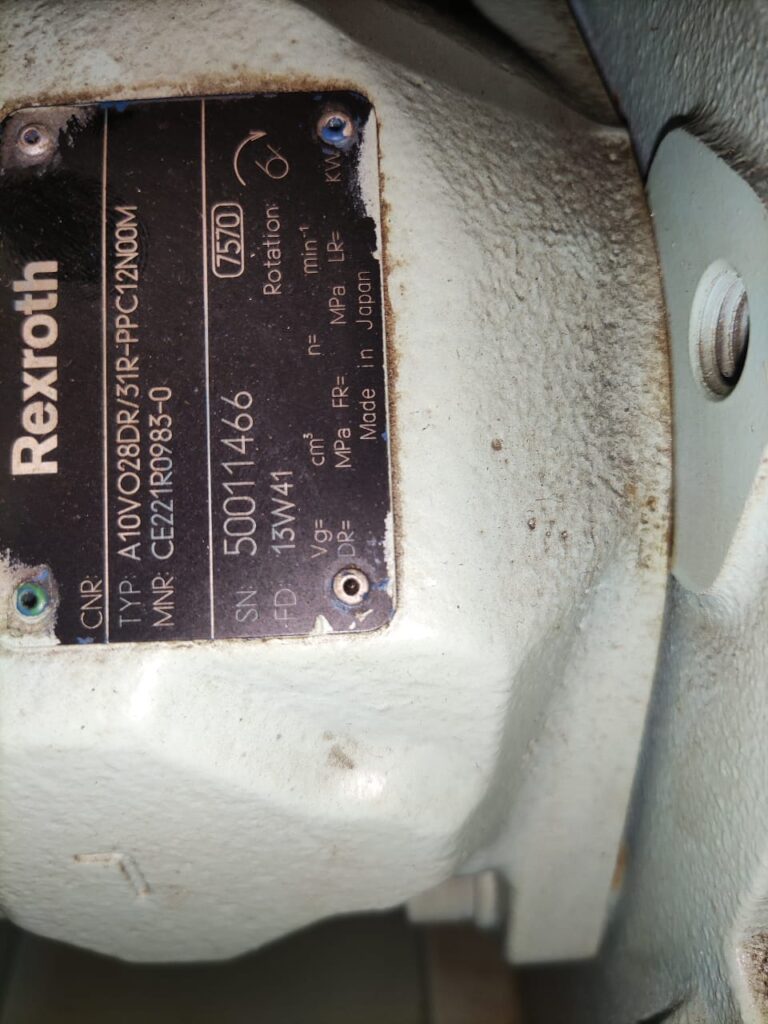 Rexroth
CNR:
TYP: A10VO28DR/31R-PPC12N00M
MNR: CE221R0983-0
7570
SN: 50011466
FD: 13W41 Rotation:
Vg= cm³ n= min⁻¹
DR= MPa FR= MPa LR= KW
Made in Japan